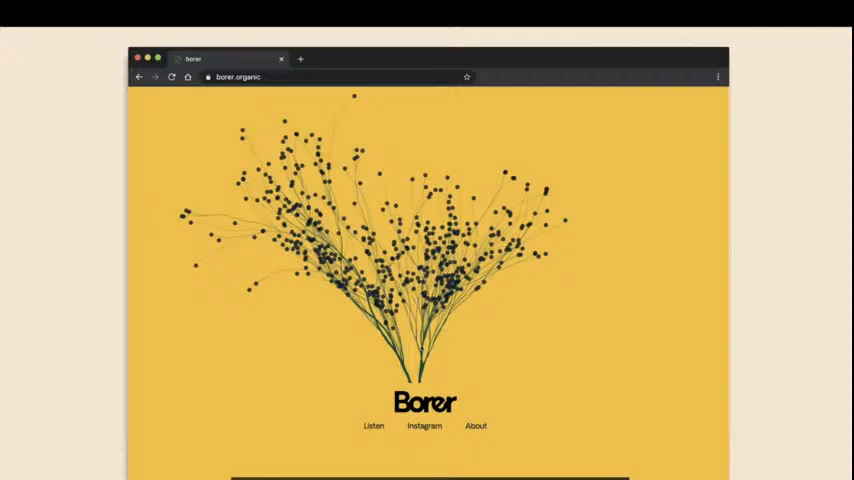 borer
borer.organic
Borer
Listen Instagram About